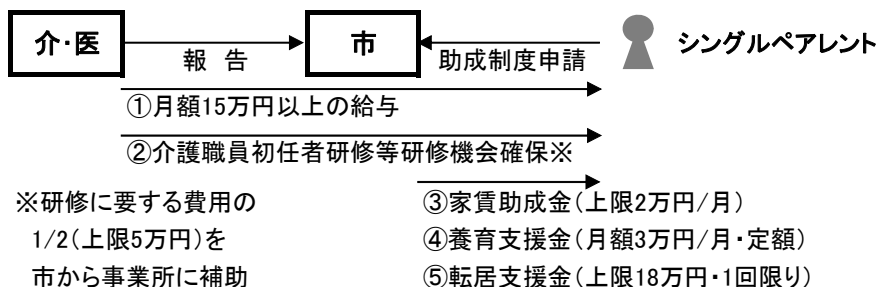 介・医
市
シングルペアレント
報 告
助成制度申請
①月額15万円以上の給与
②介護職員初任者研修等研修機会確保※
※研修に要する費用の
1/2(上限5万円)を
市から事業所に補助
③家賃助成金(上限2万円/月)
④養育支援金(月額3万円/月・定額)
⑤転居支援金(上限18万円・1回限り)